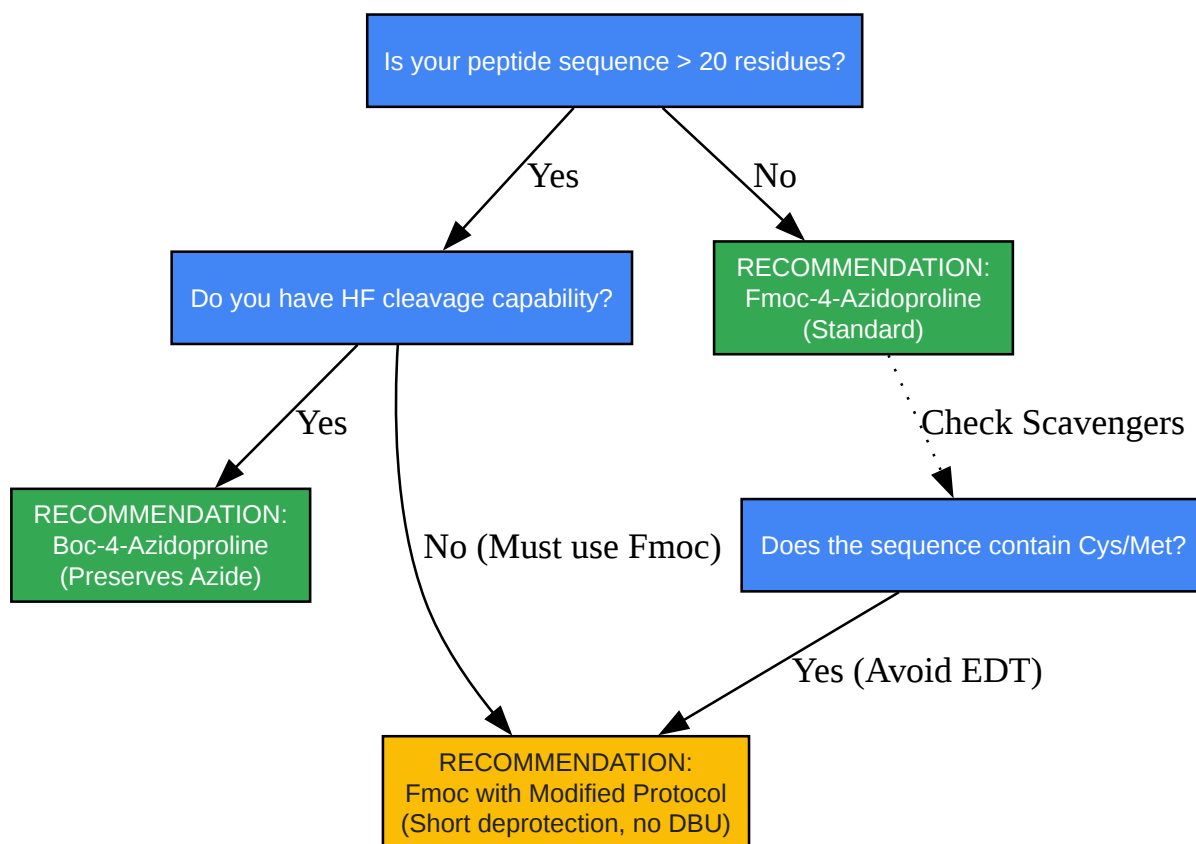 Is your peptide sequence > 20 residues?
Yes
No
Do you have HF cleavage capability?
RECOMMENDATION:
Fmoc-4-Azidoproline
(Standard)
Yes
No (Must use Fmoc)
Check Scavengers
RECOMMENDATION:
Boc-4-Azidoproline
(Preserves Azide)
Does the sequence contain Cys/Met?
Yes (Avoid EDT)
RECOMMENDATION:
Fmoc with Modified Protocol
(Short deprotection, no DBU)